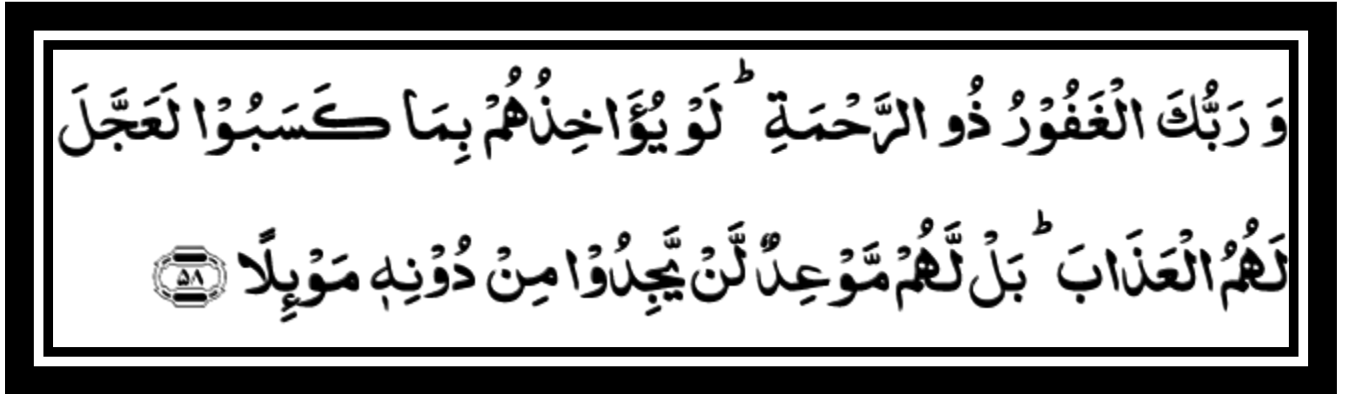 وَ رَبُّكَ الْغَفُوْرُ ذُو الرَّحْمَةِ ؕ لَوْ يُؤَاخِذُهُمْ بِمَا كَسَبُوْا لَعَجَّلَ
لَهُمُ الْعَذَابَ ؕ بَلْ لَّهُمْ مَّوْعِدٌ لَّنْ یَّجِدُوْا مِنْ دُوْنِهٖ مَوْىِٕلًا ۝۵۸